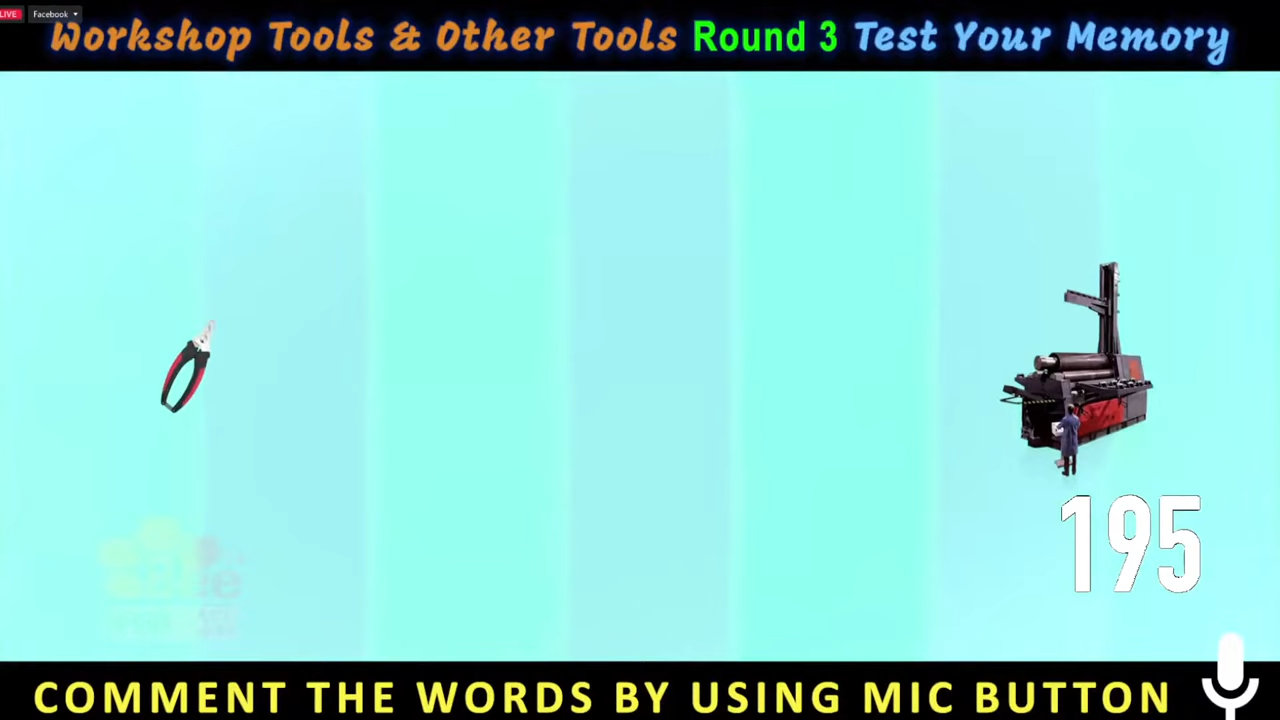 LIVE Facebook
Workshop Tools & Other Tools Round 3 Test Your Memory
195
COMMENT THE WORDS BY USING MIC BUTTON